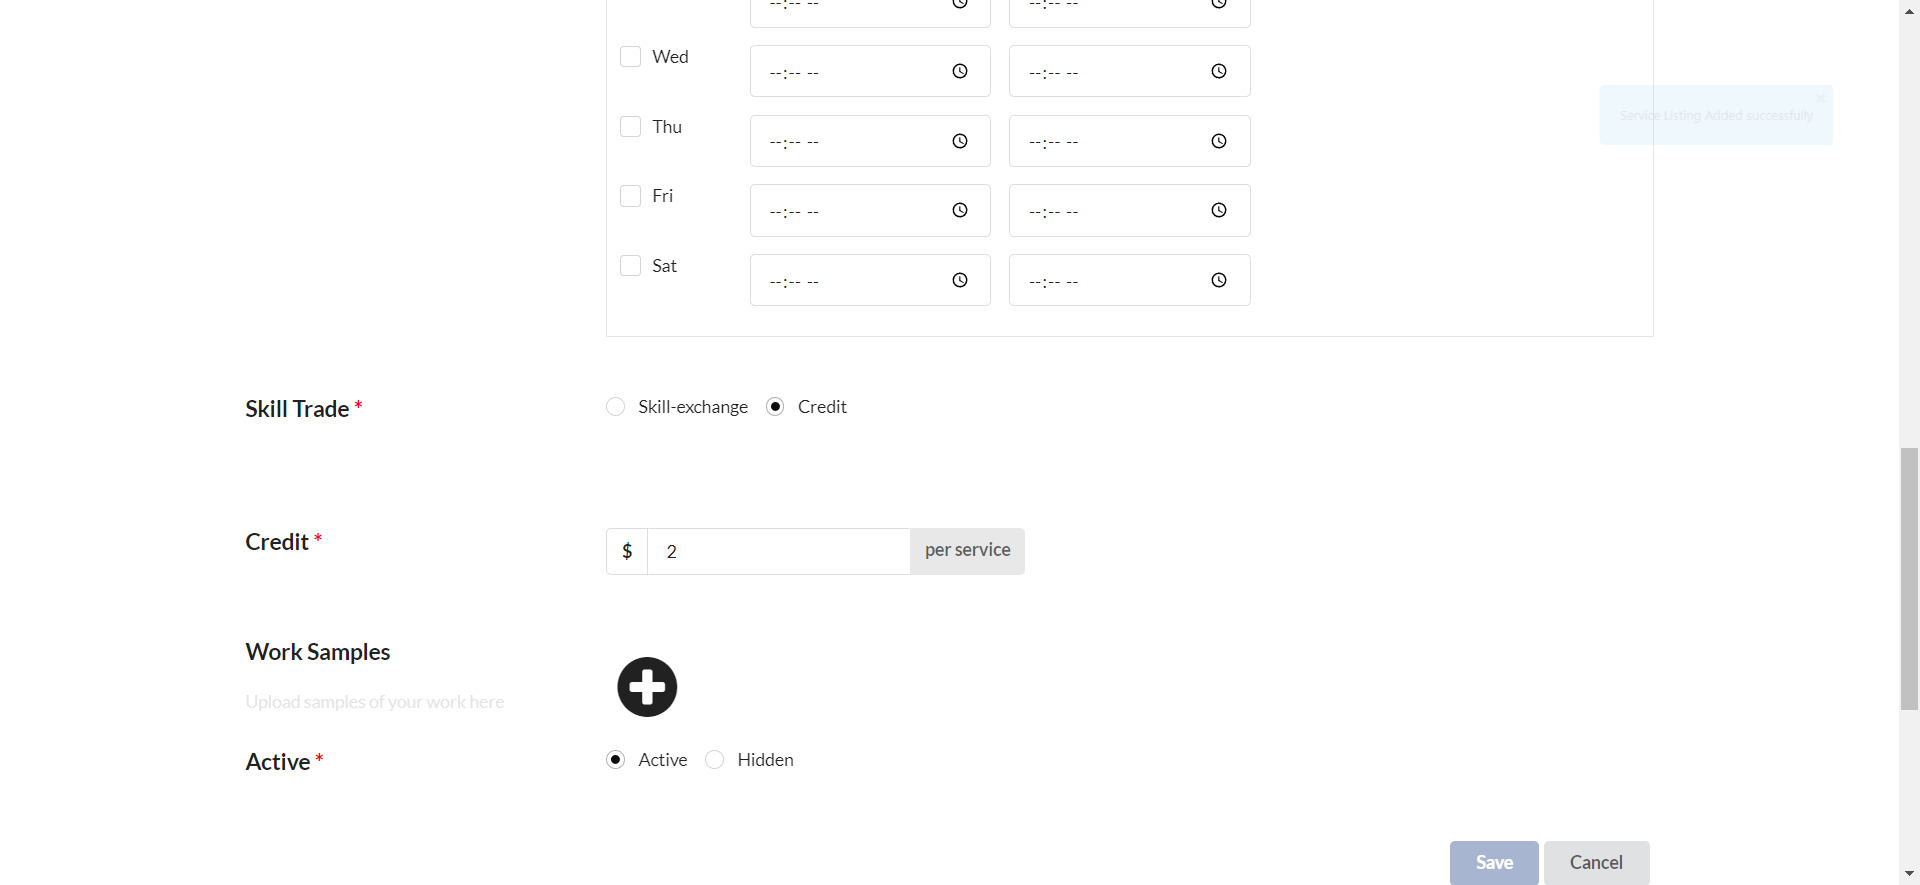 --:-- -- --:-- --
Wed --:-- -- --:-- --
Service Listing Added successfully
Thu --:-- -- --:-- --
Fri --:-- -- --:-- --
Sat --:-- -- --:-- --
Skill Trade * Skill-exchange Credit
Credit * $ 2 per service
Work Samples
Upload samples of your work here
Active * Active Hidden
Save Cancel